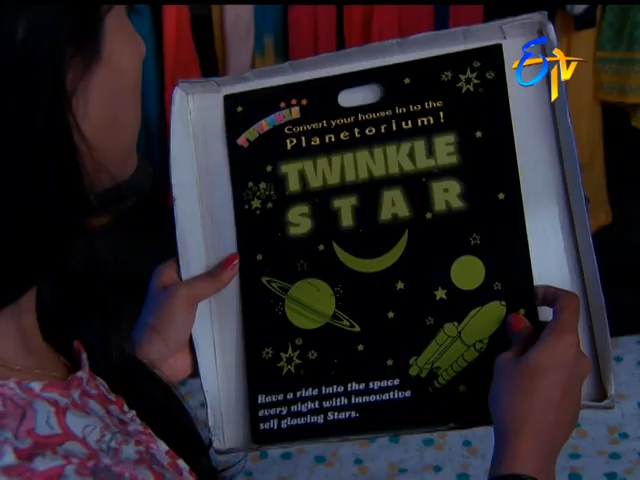 ETV
TWINKLE
Convert your house in to the
Planetorium!
TWINKLE
STAR
Have a ride into the space
every night with innovative
self glowing Stars.